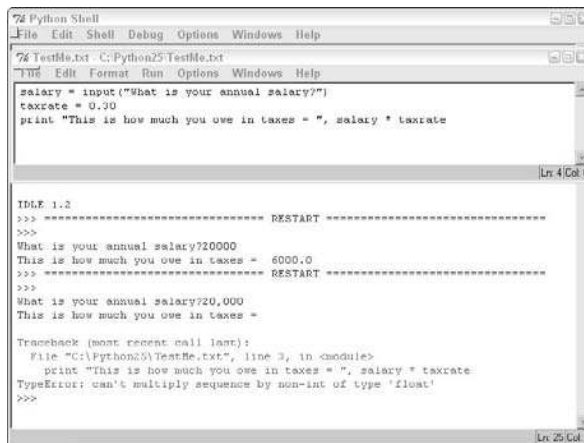 74 Python Shell
File Edit Shell Debug Options Windows Help
74 TestMe.txt - C:\Python25\TestMe.txt
File Edit Format Run Options Windows Help
salary = input("What is your annual salary?")
taxrate = 0.30
print "This is how much you owe in taxes = ", salary * taxrate
Ln: 4 Col:
IDLE 1.2
>>> ================================ RESTART ================================
>>>
What is your annual salary?20000
This is how much you owe in taxes =  6000.0
>>> ================================ RESTART ================================
>>>
What is your annual salary?20,000
This is how much you owe in taxes =
Traceback (most recent call last):
  File "C:\Python25\TestMe.txt", line 3, in <module>
    print "This is how much you owe in taxes = ", salary * taxrate
TypeError: can't multiply sequence by non-int of type 'float'
>>>
Ln: 25 Col: